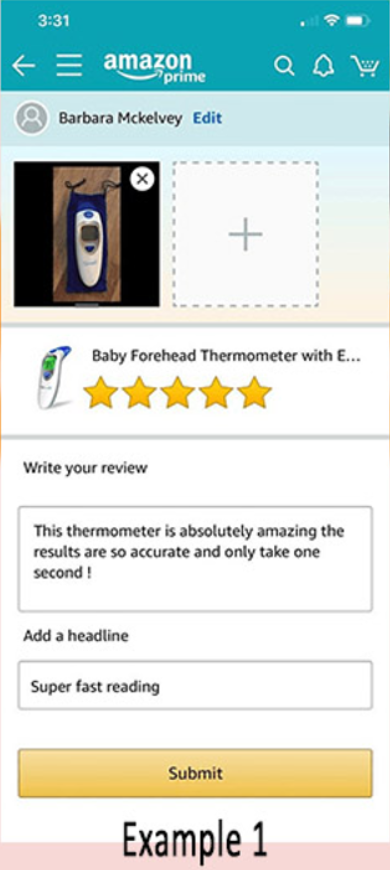 3:31
amazon
prime
Barbara Mckelvey Edit
Baby Forehead Thermometer with E...
Write your review
This thermometer is absolutely amazing the
results are so accurate and only take one
second !
Add a headline
Super fast reading
Submit
Example 1